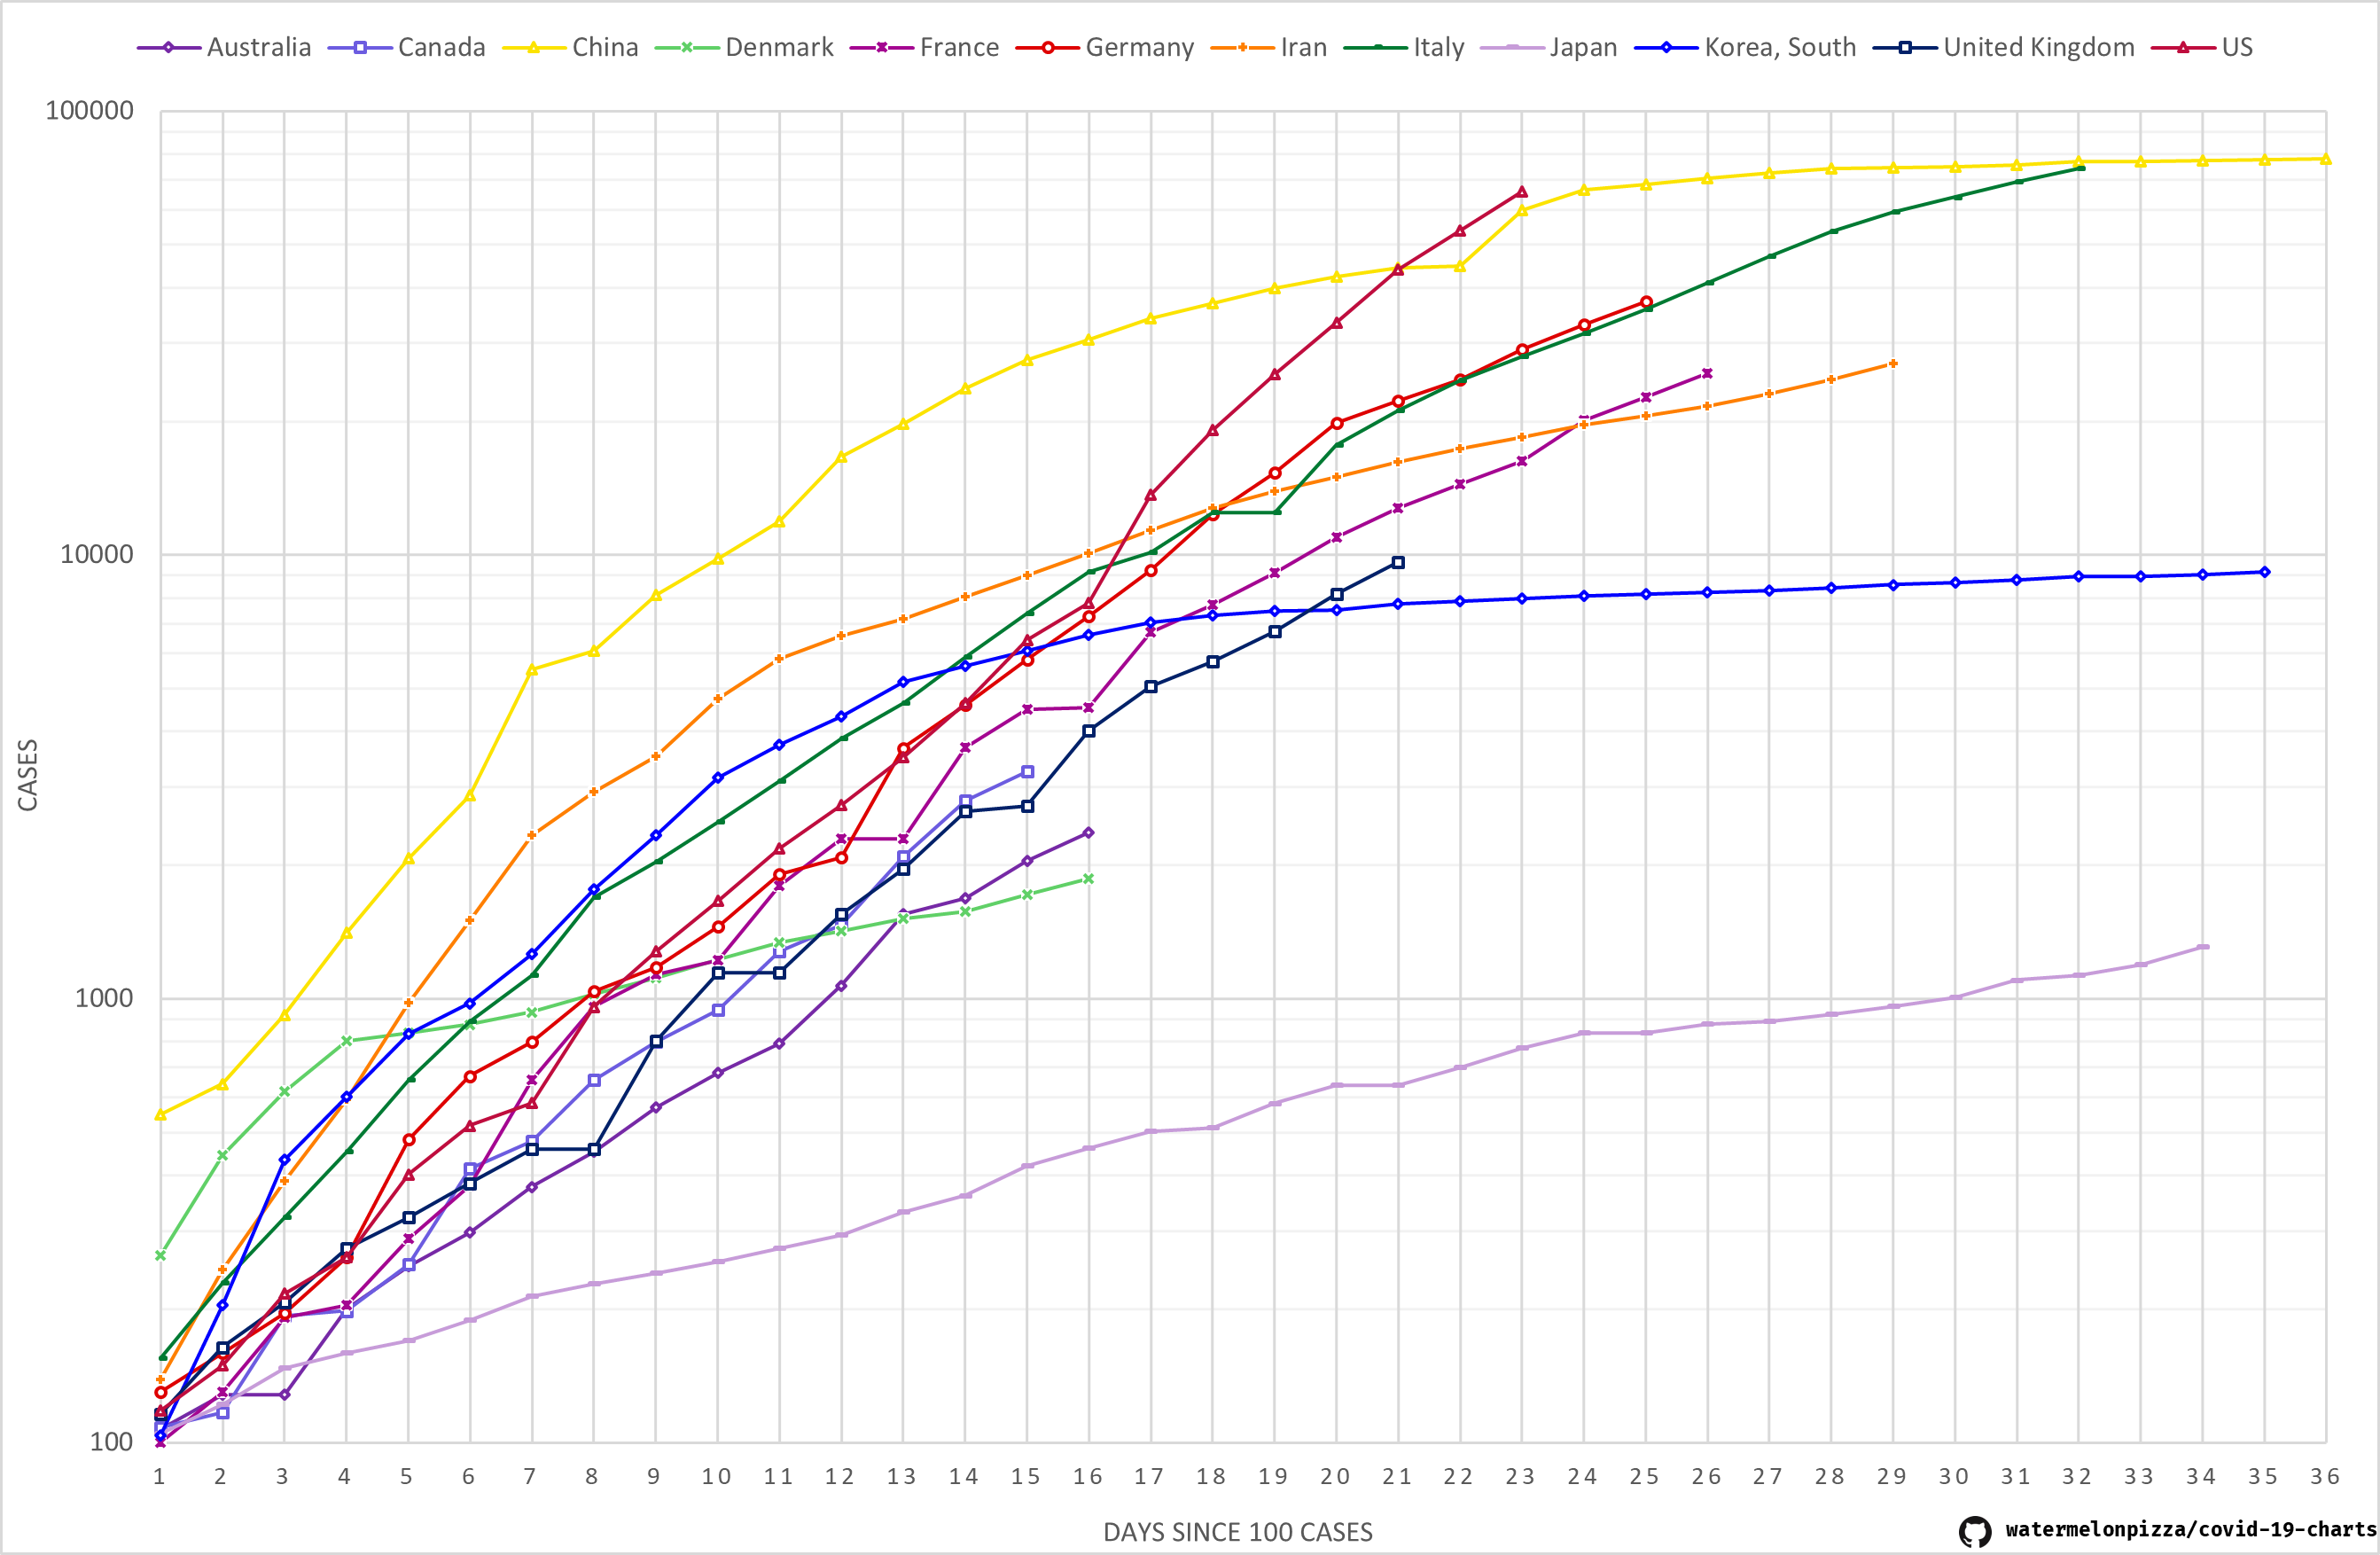 Australia Canada China Denmark France Germany Iran Italy Japan Korea, South United Kingdom US
100000
10000
CASES
1000
100
1 2 3 4 5 6 7 8 9 10 11 12 13 14 15 16 17 18 19 20 21 22 23 24 25 26 27 28 29 30 31 32 33 34 35 36
DAYS SINCE 100 CASES
watermelonpizza/covid-19-charts